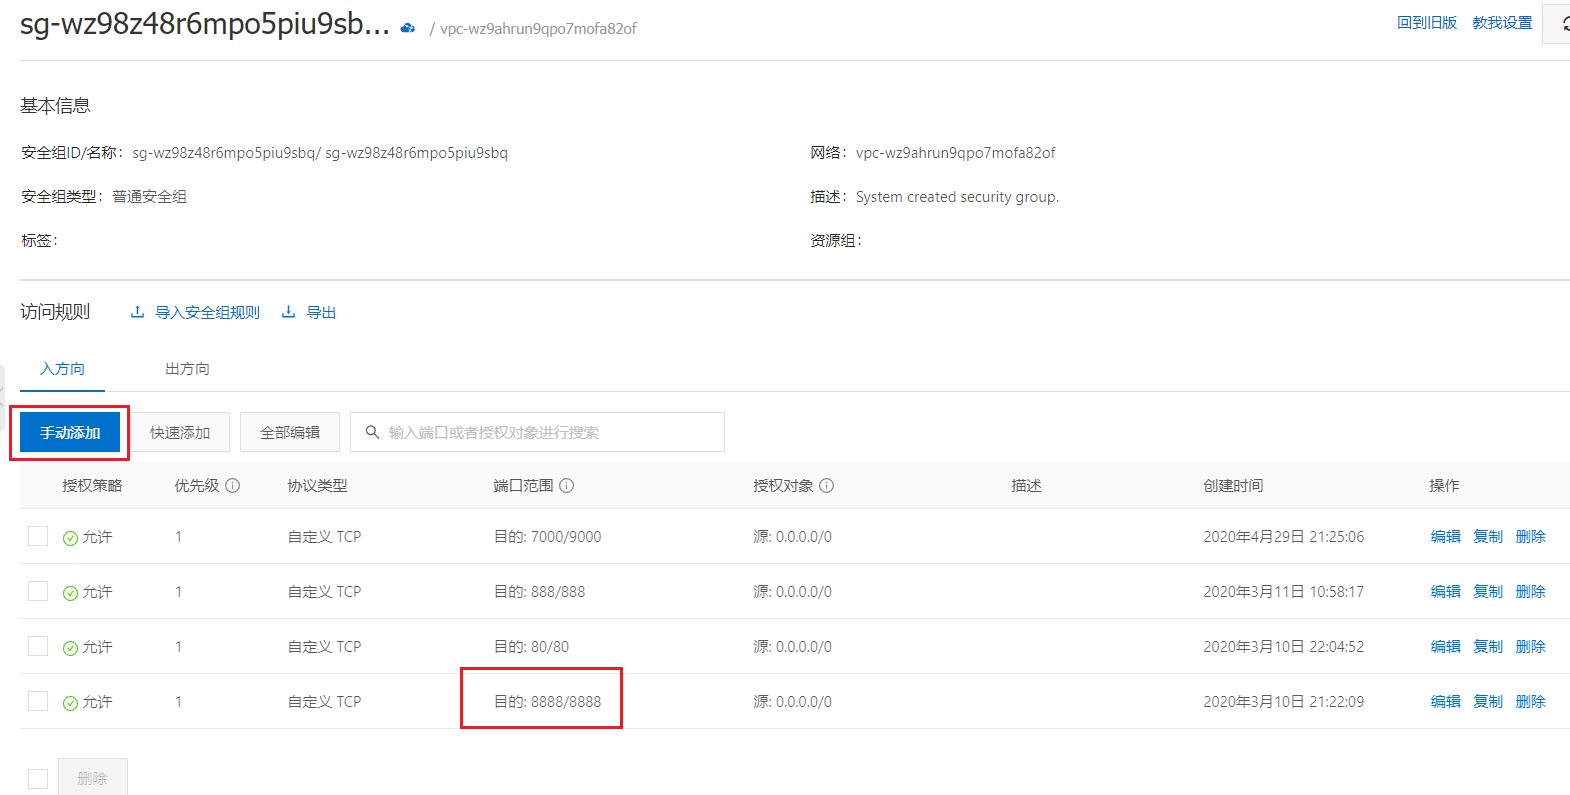 sg-wz98z48r6mpo5piu9sb... / vpc-wz9ahrun9qpo7mofa82of 回到旧版 教我设置
基本信息
安全组ID/名称： sg-wz98z48r6mpo5piu9sbq/ sg-wz98z48r6mpo5piu9sbq 网络： vpc-wz9ahrun9qpo7mofa82of
安全组类型： 普通安全组 描述： System created security group.
标签： 资源组：
访问规则 导入安全组规则 导出
入方向 出方向
手动添加 快速添加 全部编辑 输入端口或者授权对象进行搜索
授权策略 优先级 协议类型 端口范围 授权对象 描述 创建时间 操作
允许 1 自定义 TCP 目的: 7000/9000 源: 0.0.0.0/0 2020年4月29日 21:25:06 编辑 复制 删除
允许 1 自定义 TCP 目的: 888/888 源: 0.0.0.0/0 2020年3月11日 10:58:17 编辑 复制 删除
允许 1 自定义 TCP 目的: 80/80 源: 0.0.0.0/0 2020年3月10日 22:04:52 编辑 复制 删除
允许 1 自定义 TCP 目的: 8888/8888 源: 0.0.0.0/0 2020年3月10日 21:22:09 编辑 复制 删除
删除